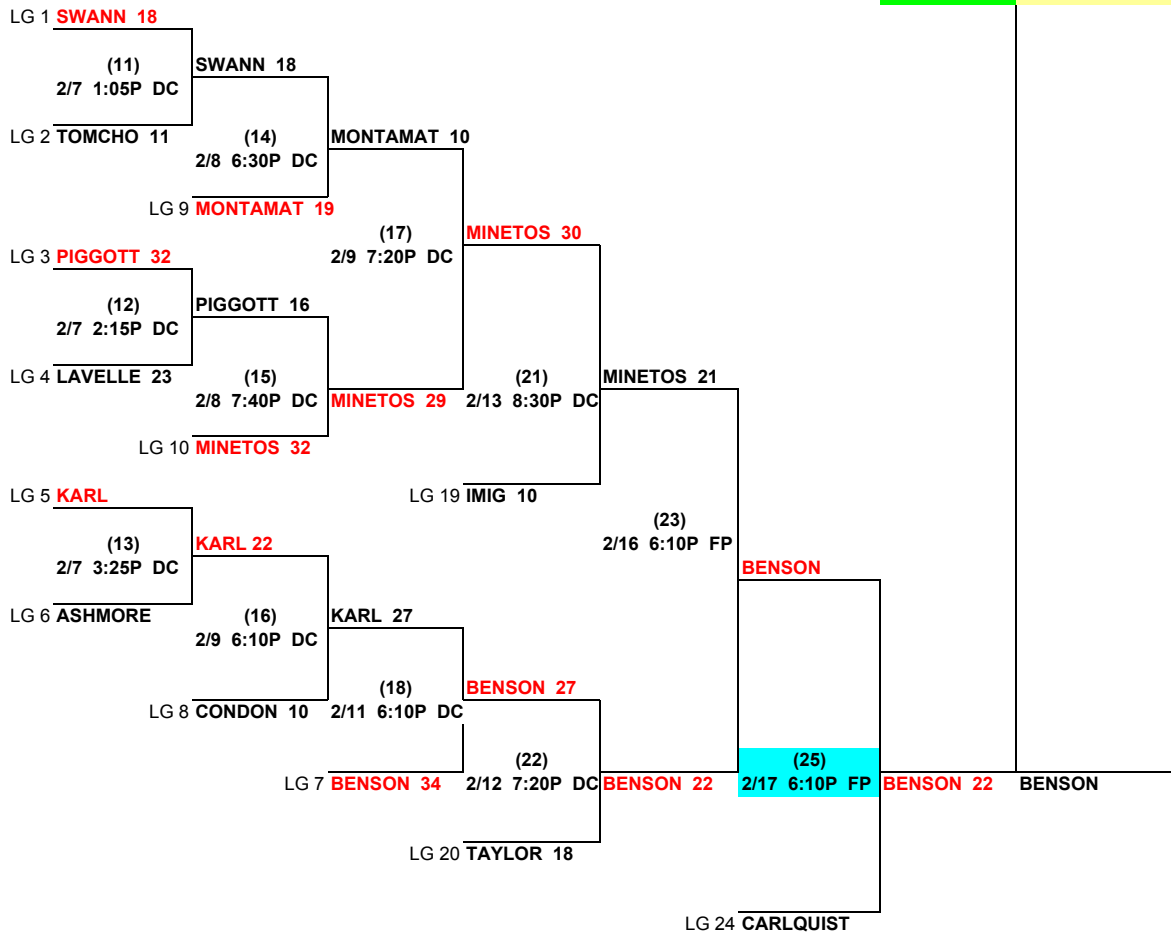 LG 1 SWANN 18
(11) SWANN 18
2/7 1:05P DC
LG 2 TOMCHO 11 (14) MONTAMAT 10
2/8 6:30P DC
LG 9 MONTAMAT 19
(17) MINETOS 30
LG 3 PIGGOTT 32 2/9 7:20P DC
(12) PIGGOTT 16
2/7 2:15P DC
LG 4 LAVELLE 23 (15) (21) MINETOS 21
2/8 7:40P DC MINETOS 29 2/13 8:30P DC
LG 10 MINETOS 32
LG 5 KARL LG 19 IMIG 10
(23)
(13) KARL 22 2/16 6:10P FP
2/7 3:25P DC BENSON
LG 6 ASHMORE (16) KARL 27
2/9 6:10P DC
(18) BENSON 27
LG 8 CONDON 10 2/11 6:10P DC
(22) (25)
LG 7 BENSON 34 2/12 7:20P DC BENSON 22 2/17 6:10P FP BENSON 22 BENSON
LG 20 TAYLOR 18
LG 24 CARLQUIST